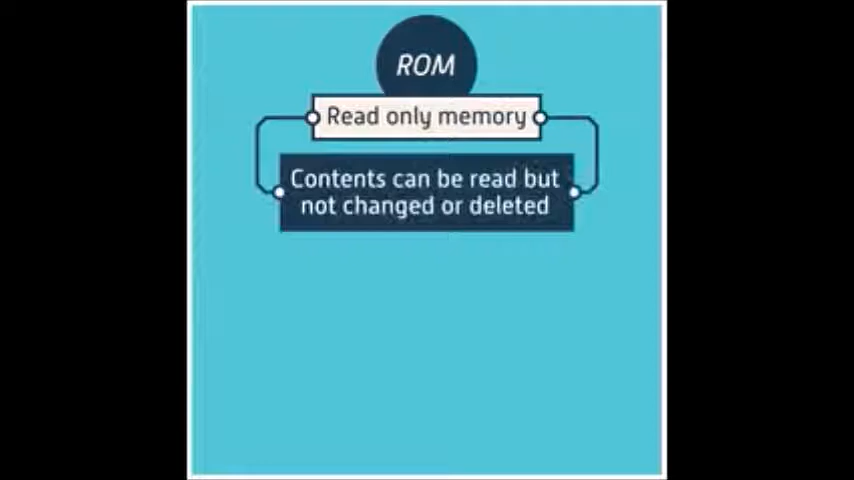 ROM
Read only memory
Contents can be read but
not changed or deleted